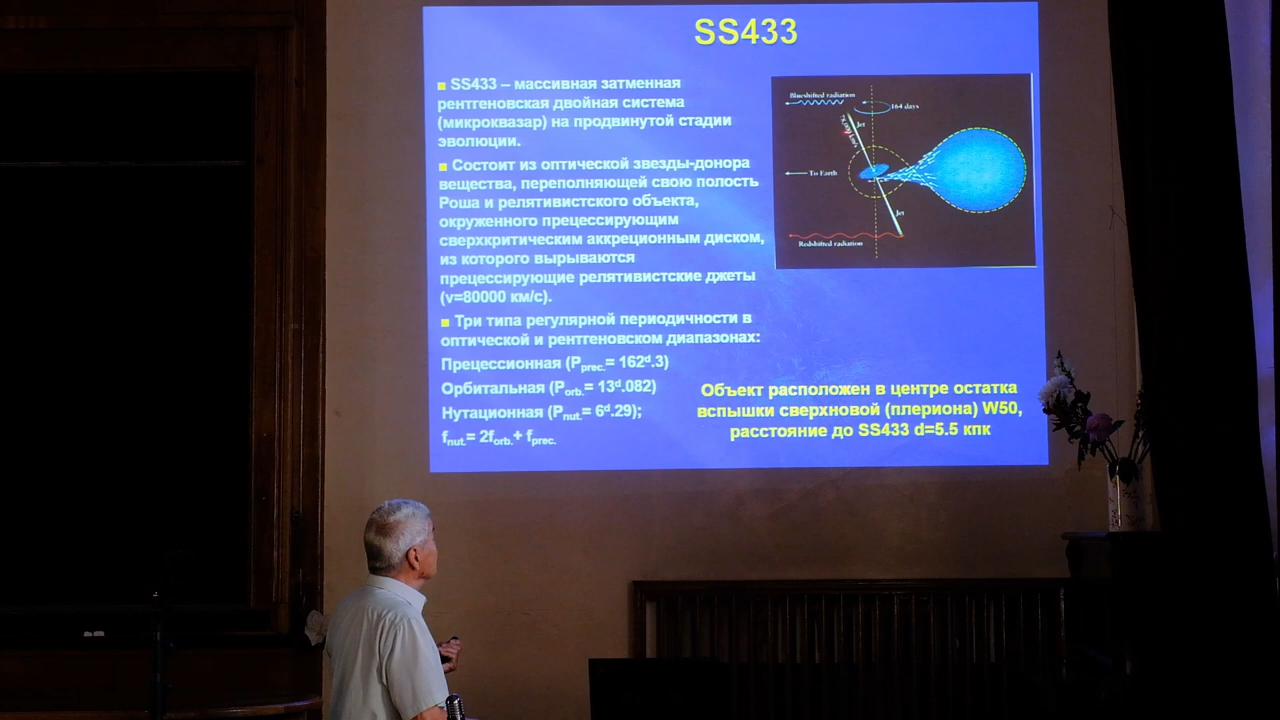 SS433
SS433 – массивная затменная
рентгеновская двойная система
(микроквазар) на продвинутой стадии
эволюции.
Состоит из оптической звезды-донора
вещества, переполняющей свою полость
Роша и релятивистского объекта,
окруженного прецессирующим
сверхкритическим аккреционным диском,
из которого вырываются
прецессирующие релятивистские джеты
(v=80000 км/с).
Три типа регулярной периодичности в
оптической и рентгеновском диапазонах:
Прецессионная (Pprec.= 162d.3)
Орбитальная (Porb.= 13d.082)
Нутационная (Pnut.= 6d.29);
fnut.= 2forb.+ fprec.
Blueshifted radiation
164 days
Jet
To Earth
Jet
Redshifted radiation
Объект расположен в центре остатка
вспышки сверхновой (плериона) W50,
расстояние до SS433 d=5.5 кпк